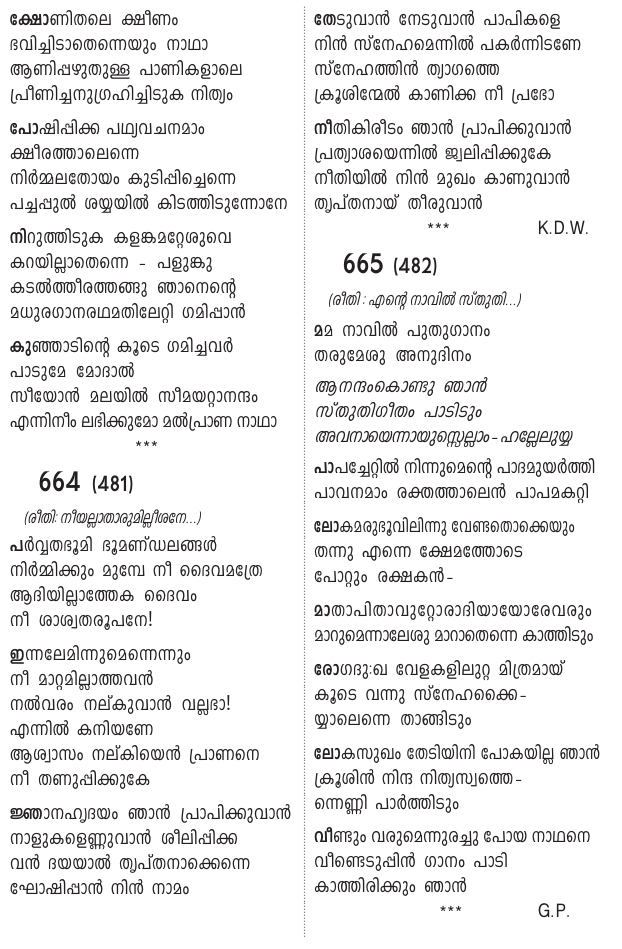 ക്ഷോണിതലെ ക്ഷീണം
ഭവിച്ചിടാതെന്നെയും നാഥാ
ആണിപ്പഴുതുള്ള പാണികളാലെ
പ്രീണിച്ചനുഗ്രഹിച്ചിടുക നിത്യം
പോഷിപ്പിക്ക പഥ്യവചനമാം
ക്ഷീരത്താലെന്നെ
നിർമ്മലതോയം കുടിപ്പിച്ചെന്നെ
പച്ചപ്പുൽ ശയ്യയിൽ കിടത്തിടുന്നോനേ
നിറുത്തിടുക കളങ്കമറ്റേശുവെ
കറയില്ലാതെന്നെ - പളുങ്കു
കടൽത്തീരത്തങ്ങു ഞാനെന്റെ
മധുരഗാനരഥമതിലേറ്റി ഗമിപ്പാൻ
കുഞ്ഞാടിന്റെ കൂടെ ഗമിച്ചവർ
പാടുമേ മോദാൽ
സീയോൻ മലയിൽ സീമയറ്റാനന്ദം
എന്നിനീം ലഭിക്കുമോ മൽപ്രാണ നാഥാ
***
664 (481)
(രീതി: നീയല്ലാതാരുമില്ലീശനേ...)
പർവ്വതഭൂമി ഭൂമണ്ഡലങ്ങൾ
നിർമ്മിക്കും മുമ്പേ നീ ദൈവമത്രേ
ആദിയില്ലാത്തേക ദൈവം
നീ ശാശ്വതരൂപനേ!
ഇന്നലേമിന്നുമെന്നെന്നും
നീ മാറ്റമില്ലാത്തവൻ
നൽവരം നല്കുവാൻ വല്ലഭാ!
എന്നിൽ കനിയണേ
ആശ്വാസം നല്കിയെൻ പ്രാണനെ
നീ തണുപ്പിക്കുകേ
ജ്ഞാനഹൃദയം ഞാൻ പ്രാപിക്കുവാൻ
നാളുകളെണ്ണുവാൻ ശീലിപ്പിക്ക
വൻ ദയയാൽ തൃപ്തനാക്കെന്നെ
ഘോഷിപ്പാൻ നിൻ നാമം
തേടുവാൻ നേടുവാൻ പാപികളെ
നിൻ സ്നേഹമെന്നിൽ പകർന്നിടണേ
സ്നേഹത്തിൻ ത്യാഗത്തെ
ക്രൂശിന്മേൽ കാണിക്ക നീ പ്രഭോ
നീതികിരീടം ഞാൻ പ്രാപിക്കുവാൻ
പ്രത്യാശയെന്നിൽ ജ്വലിപ്പിക്കുകേ
നീതിയിൽ നിൻ മുഖം കാണുവാൻ
തൃപ്തനായ് തീരുവാൻ
*** K.D.W.
665 (482)
(രീതി : എന്റെ നാവിൽ സ്തുതി...)
മമ നാവിൽ പുതുഗാനം
തരുമേശു അനുദിനം
ആനന്ദംകൊണ്ടു ഞാൻ
സ്തുതിഗീതം പാടിടും
അവനായെന്നായുസ്സെല്ലാം-ഹല്ലേലുയ്യ
പാപച്ചേറ്റിൽ നിന്നുമെന്റെ പാദമുയർത്തി
പാവനമാം രക്തത്താലെൻ പാപമകറ്റി
ലോകമരുഭൂവിലിന്നു വേണ്ടതൊക്കെയും
തന്നു എന്നെ ക്ഷേമത്തോടെ
പോറ്റും രക്ഷകൻ-
മാതാപിതാവുറ്റോരാദിയായോരേവരും
മാറുമെന്നാലേശു മാറാതെന്നെ കാത്തിടും
രോഗദുഃഖ വേളകളിലുറ്റ മിത്രമായ്
കൂടെ വന്നു സ്നേഹക്കൈ-
യ്യാലെന്നെ താങ്ങിടും
ലോകസുഖം തേടിയിനി പോകയില്ല ഞാൻ
ക്രൂശിൻ നിന്ദ നിത്യസ്വത്തെ-
ന്നെണ്ണി പാർത്തിടും
വീണ്ടും വരുമെന്നുരച്ചു പോയ നാഥനെ
വീണ്ടെടുപ്പിൻ ഗാനം പാടി
കാത്തിരിക്കും ഞാൻ
*** G.P.